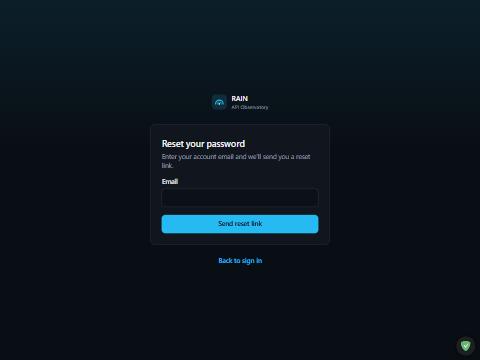 RAIN
API Observatory
Reset your password
Enter your account email and we'll send you a reset
link.
Email
Send reset link
Back to sign in